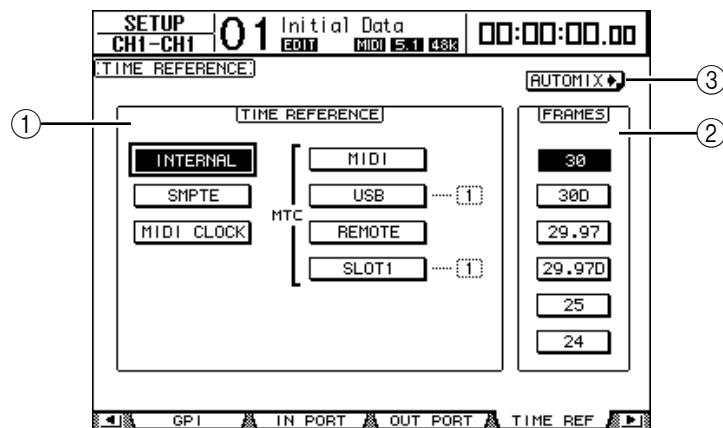 SETUP
CH1-CH1
01
Initial Data
EDIT MIDI 5.1 48k
00:00:00.00
TIME REFERENCE
AUTOMIX
3
1
TIME REFERENCE
FRAMES
2
INTERNAL
SMPTE
MIDI CLOCK
MTC
MIDI
USB
1
REMOTE
SLOT1
1
30
30D
29.97
29.97D
25
24
GPI
IN PORT
OUT PORT
TIME REF